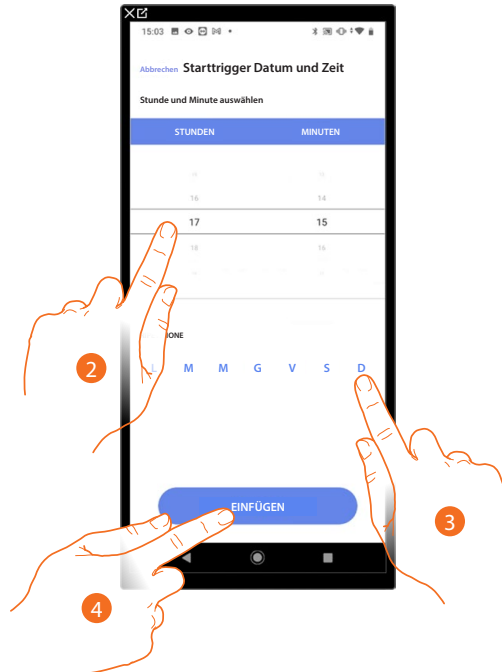 15:03
Abbrechen Starttrigger Datum und Zeit
Stunde und Minute auswählen
STUNDEN MINUTEN
16 14
17 15
18 16
IONE
L M M G V S D
EINFÜGEN
2
3
4